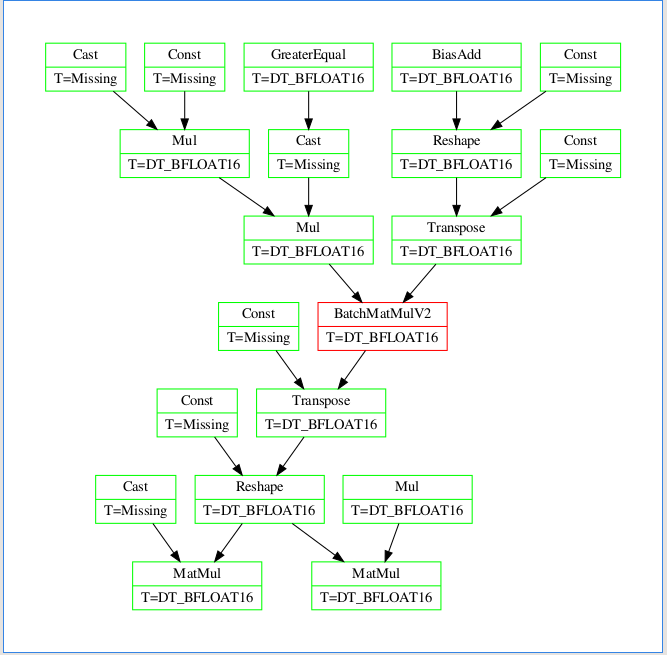 Cast
T=Missing
Const
T=Missing
GreaterEqual
T=DT_BFLOAT16
BiasAdd
T=DT_BFLOAT16
Const
T=Missing
Mul
T=DT_BFLOAT16
Cast
T=Missing
Reshape
T=DT_BFLOAT16
Const
T=Missing
Mul
T=DT_BFLOAT16
Transpose
T=DT_BFLOAT16
Const
T=Missing
BatchMatMulV2
T=DT_BFLOAT16
Const
T=Missing
Transpose
T=DT_BFLOAT16
Cast
T=Missing
Reshape
T=DT_BFLOAT16
Mul
T=DT_BFLOAT16
MatMul
T=DT_BFLOAT16
MatMul
T=DT_BFLOAT16